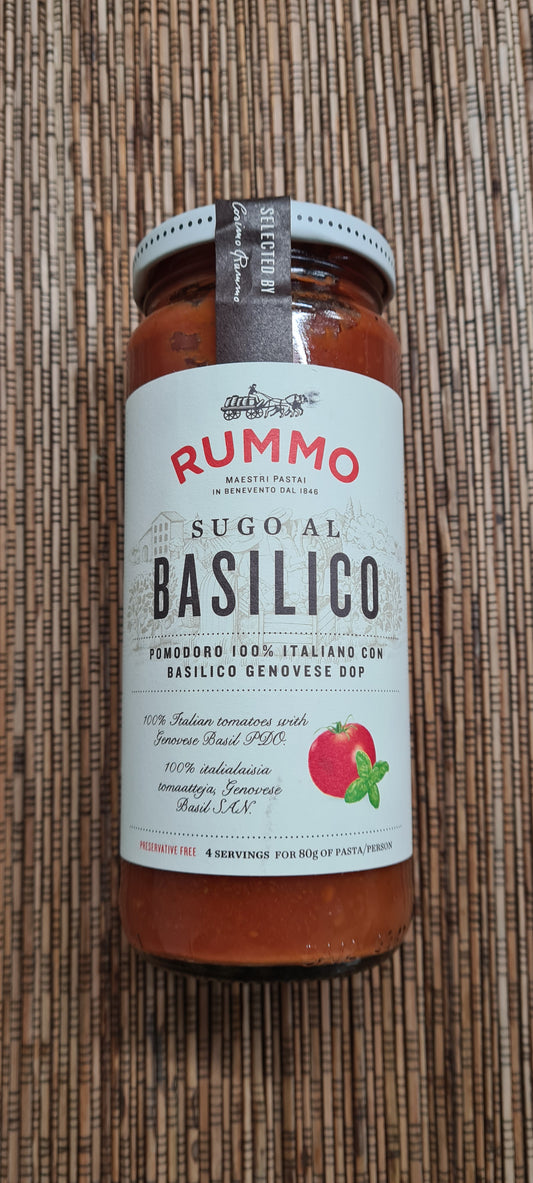 SELECTED BY
Cosimo Rummo
RUMMO
MAESTRI PASTAI
IN BENEVENTO DAL 1846
SUGO AL
BASILICO
POMODORO 100% ITALIANO CON
BASILICO GENOVESE DOP
100% Italian tomatoes with
Genovese Basil PDO.
100% italialaisia
tomaatteja, Genovese
Basil SAN.
PRESERVATIVE FREE 4 SERVINGS FOR 80g OF PASTA/PERSON